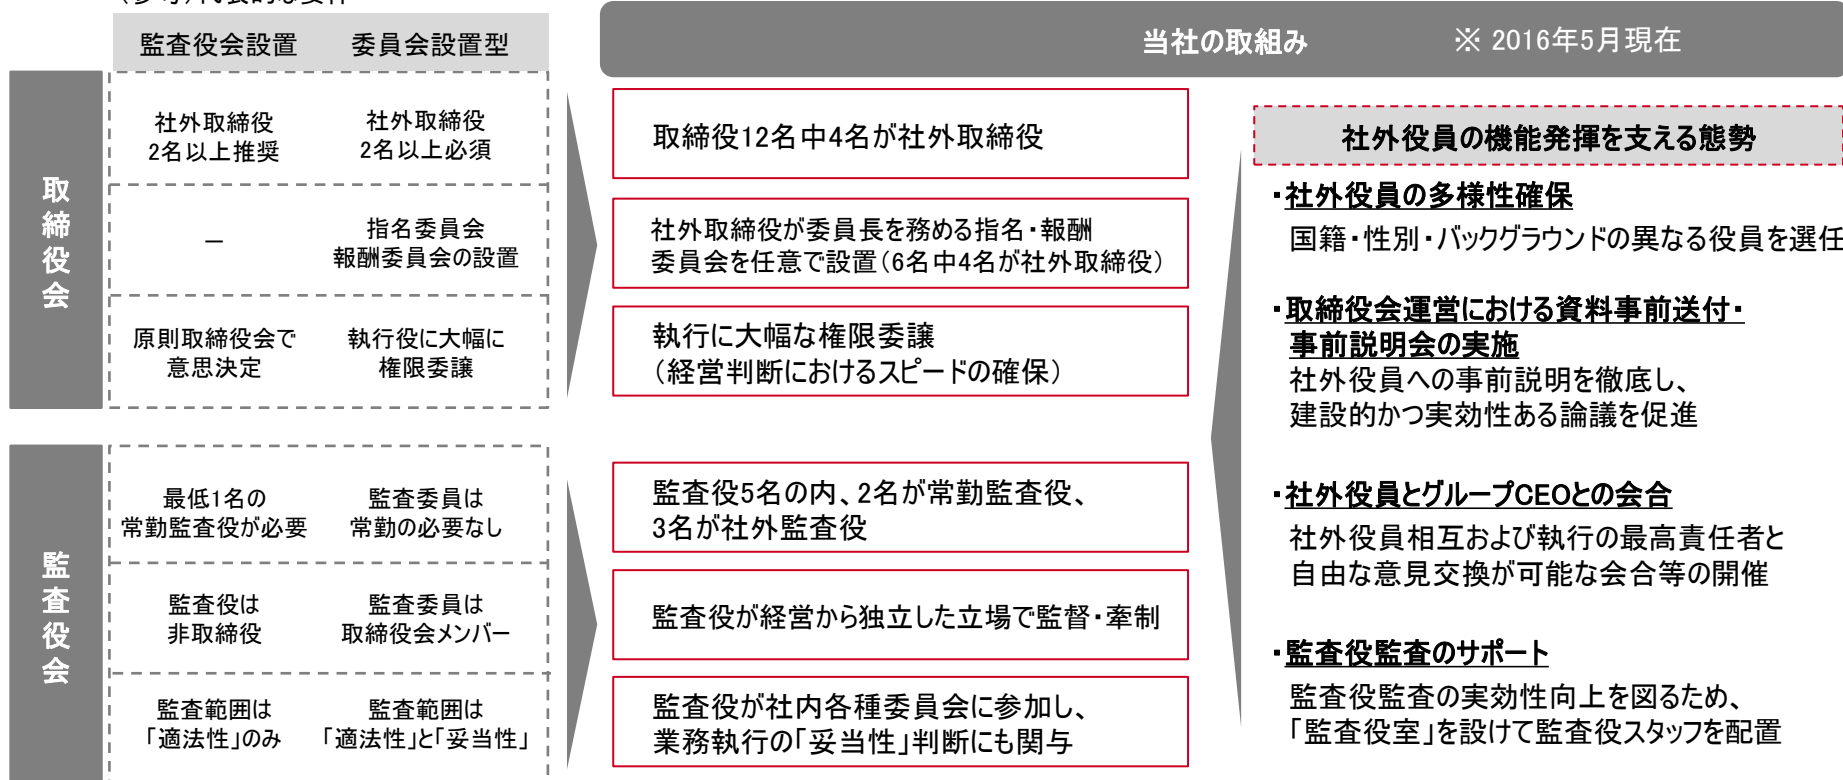 (参考)代表的な要件
監査役会設置
委員会設置型
当社の取組み ※ 2016年5月現在
取締役会
社外取締役
2名以上推奨
社外取締役
2名以上必須
取締役12名中4名が社外取締役
―
指名委員会
報酬委員会の設置
社外取締役が委員長を務める指名・報酬
委員会を任意で設置(6名中4名が社外取締役)
原則取締役会で
意思決定
執行役に大幅に
権限委譲
執行に大幅な権限委譲
(経営判断におけるスピードの確保)
監査役会
最低1名の
常勤監査役が必要
監査委員は
常勤の必要なし
監査役5名の内、2名が常勤監査役、
3名が社外監査役
監査役は
非取締役
監査委員は
取締役会メンバー
監査役が経営から独立した立場で監督・牽制
監査範囲は
「適法性」のみ
監査範囲は
「適法性」と「妥当性」
監査役が社内各種委員会に参加し、
業務執行の「妥当性」判断にも関与
社外役員の機能発揮を支える態勢
・社外役員の多様性確保
国籍・性別・バックグラウンドの異なる役員を選任
・取締役会運営における資料事前送付・
事前説明会の実施
社外役員への事前説明を徹底し、
建設的かつ実効性ある論議を促進
・社外役員とグループCEOとの会合
社外役員相互および執行の最高責任者と
自由な意見交換が可能な会合等の開催
・監査役監査のサポート
監査役監査の実効性向上を図るため、
「監査役室」を設けて監査役スタッフを配置